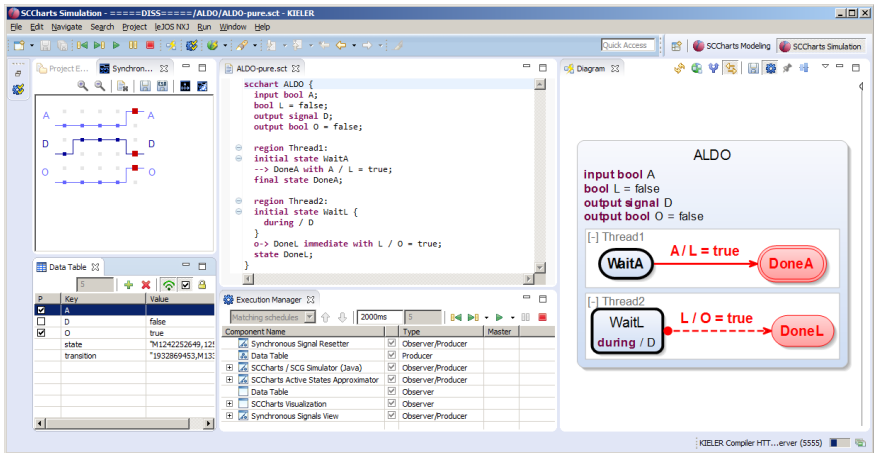 SCCharts Simulation - =====DISS=====/ALDO/ALDO-pure.sct - KIELER
File Edit Navigate Search Project leJOS NXJ Run Window Help
Quick Access SCCharts Modeling SCCharts Simulation
Project E... Synchron...
A A
D D
O O
Data Table
5
P Key Value
A
D false
O true
state "M1242252649,125
transition "1932869453,M133
ALDO-pure.sct
scchart ALDO {
input bool A;
bool L = false;
output signal D;
output bool O = false;
region Thread1:
initial state WaitA
--> DoneA with A / L = true;
final state DoneA;
region Thread2:
initial state WaitL {
during / D
}
o-> DoneL immediate with L / O = true;
state DoneL;
}
Execution Manager
Matching schedules 2000ms 5
Component Name Type Master
Synchronous Signal Resetter Observer/Producer
Data Table Producer
SCCharts / SCG Simulator (Java) Observer/Producer
SCCharts Active States Approximator Observer/Producer
Data Table Observer
SCCharts Visualization Observer
Synchronous Signals View Observer/Producer
Diagram
ALDO
input bool A
bool L = false
output signal D
output bool O = false
[-] Thread1
WaitA A / L = true DoneA
[-] Thread2
WaitL
during / D
L / O = true DoneL
KIELER Compiler HTT...erver (5555)